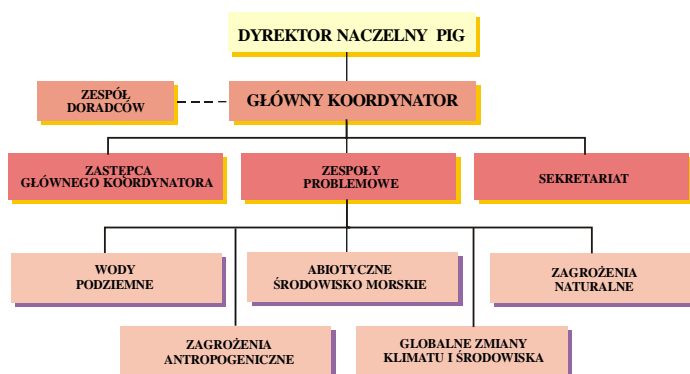 DYREKTOR NACZELNY PIG
ZESPÓŁ
DORADCÓW
GŁÓWNY KOORDYNATOR
ZASTĘPCA
GŁÓWNEGO KOORDYNATORA
ZESPOŁY
PROBLEMOWE
SEKRETARIAT
WODY
PODZIEMNE
ABIOTYCZNE
ŚRODOWISKO MORSKIE
ZAGROŻENIA
NATURALNE
ZAGROŻENIA
ANTROPOGENICZNE
GLOBALNE ZMIANY
KLIMATU I ŚRODOWISKA